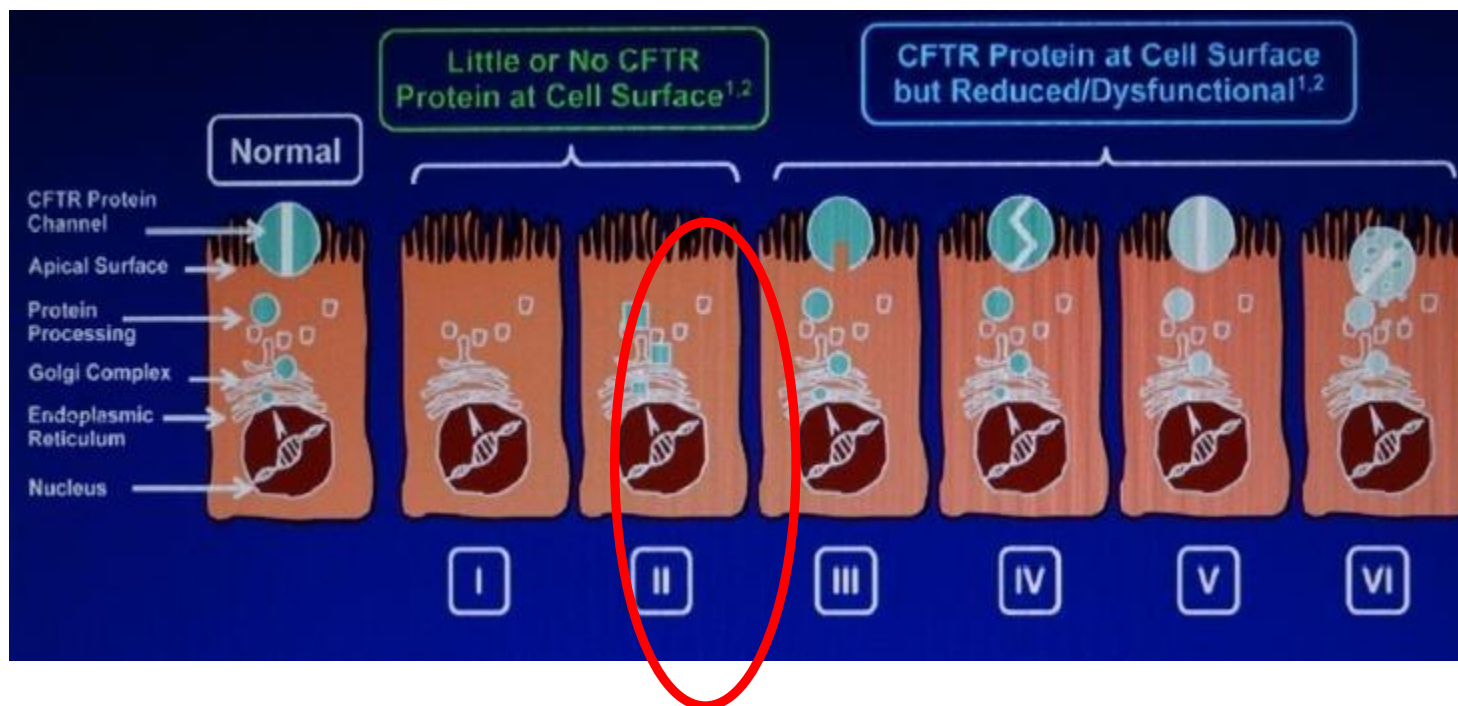 Little or No CFTR
Protein at Cell Surface1,2
CFTR Protein at Cell Surface
but Reduced/Dysfunctional1,2
Normal
CFTR Protein
Channel
Apical Surface
Protein
Processing
Golgi Complex
Endoplasmic
Reticulum
Nucleus
I
II
III
IV
V
VI